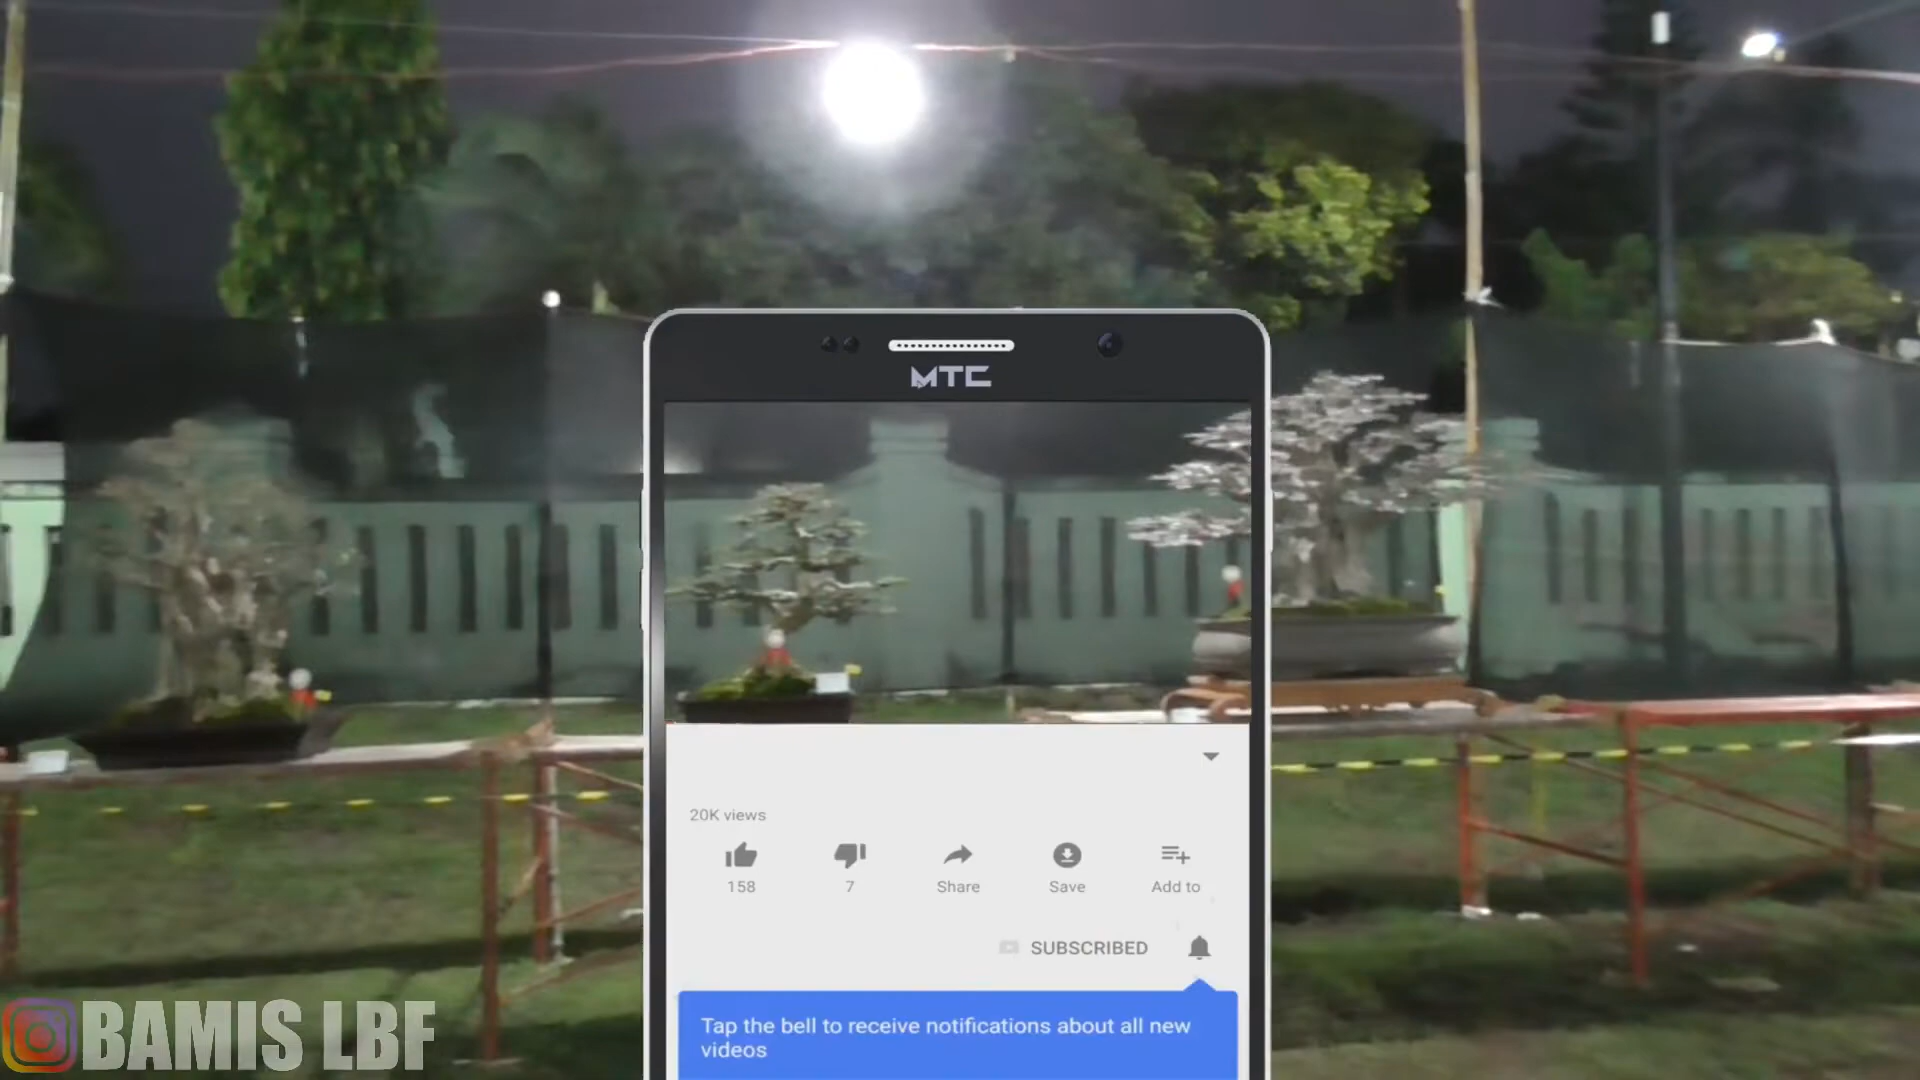 MTC
20K views
158
7
Share
Save
Add to
SUBSCRIBED
Tap the bell to receive notifications about all new
videos
BAMIS LBF